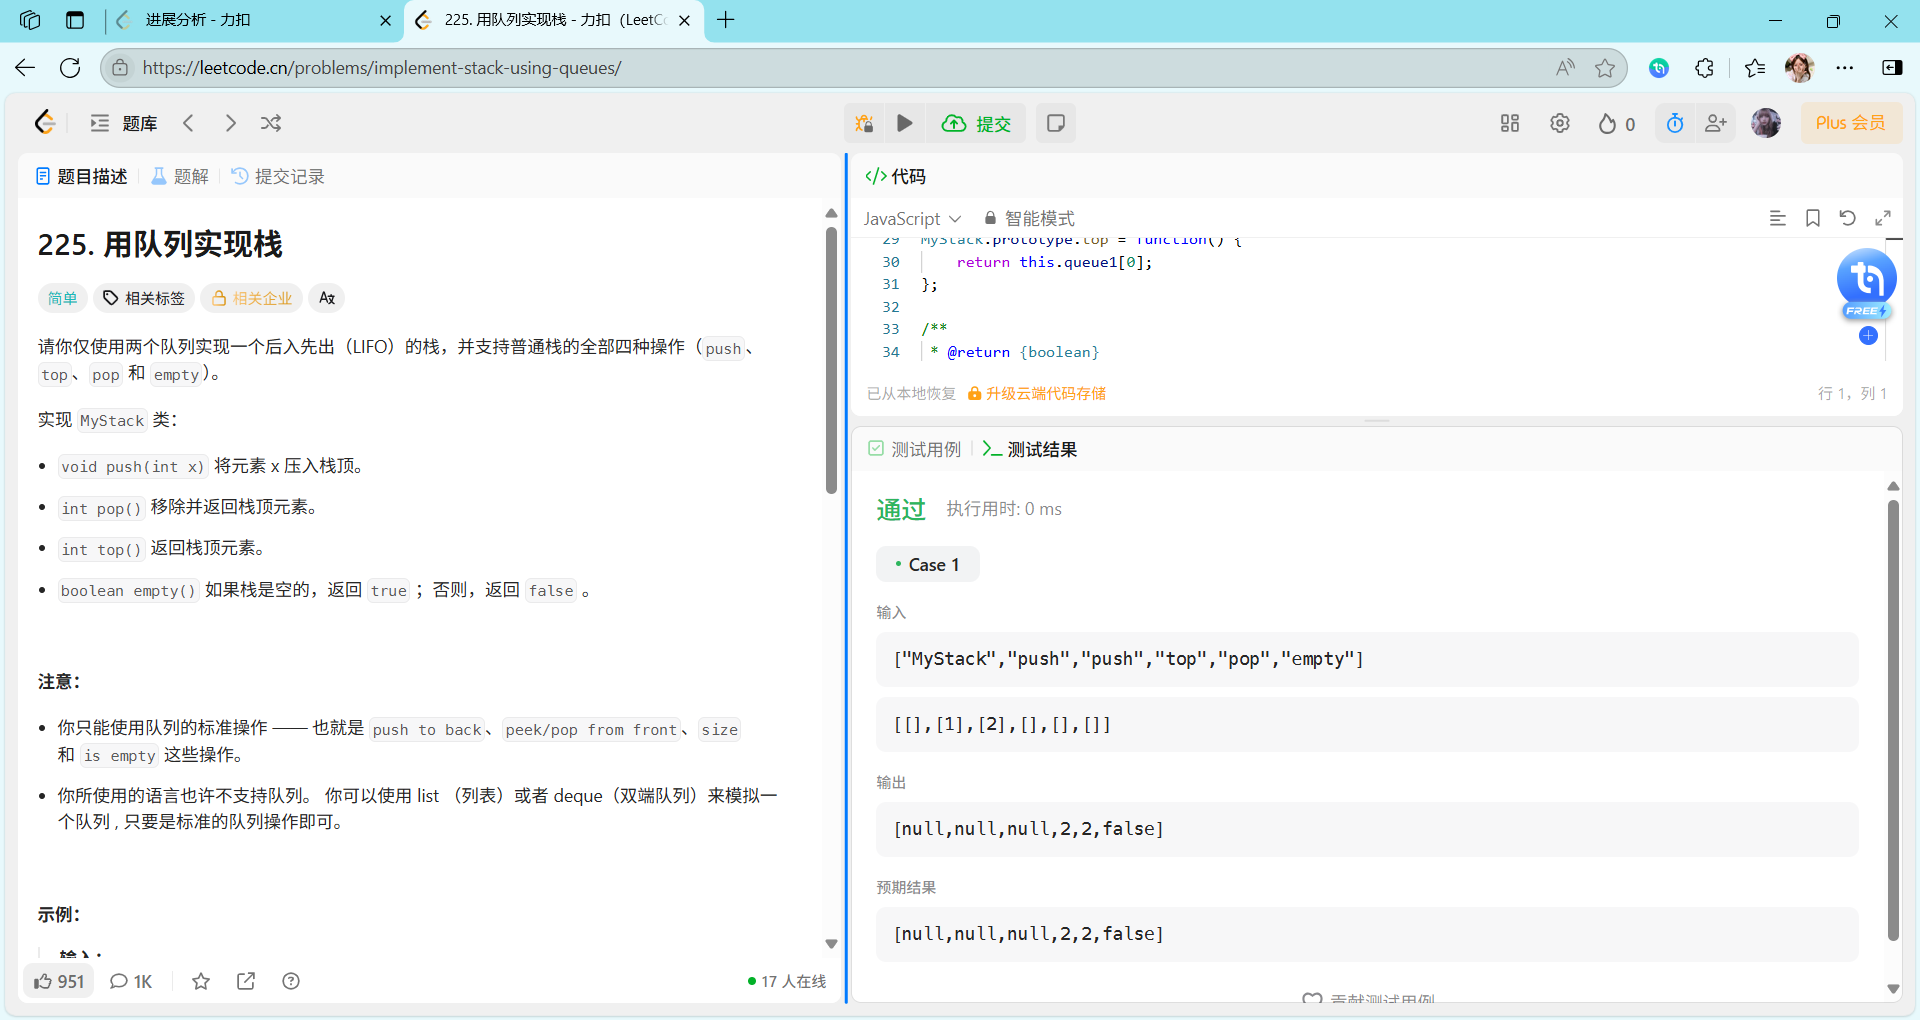 进展分析 - 力扣
225. 用队列实现栈 - 力扣（LeetCo
https://leetcode.cn/problems/implement-stack-using-queues/
题库
提交
0
Plus 会员
题目描述
题解
提交记录
225. 用队列实现栈
简单
相关标签
相关企业
请你仅使用两个队列实现一个后入先出（LIFO）的栈，并支持普通栈的全部四种操作（push、
top、pop 和 empty）。
实现 MyStack 类：
• void push(int x) 将元素 x 压入栈顶。
• int pop() 移除并返回栈顶元素。
• int top() 返回栈顶元素。
• boolean empty() 如果栈是空的，返回 true ；否则，返回 false 。
注意：
• 你只能使用队列的标准操作 —— 也就是 push to back、peek/pop from front、size
和 is empty 这些操作。
• 你所使用的语言也许不支持队列。 你可以使用 list （列表）或者 deque（双端队列）来模拟一
个队列 , 只要是标准的队列操作即可。
示例：
输入：
951
1K
17 人在线
</> 代码
JavaScript
智能模式
29 MyStack.prototype.top = function() {
30 return this.queue1[0];
31 };
32
33 /**
34 * @return {boolean}
已从本地恢复
升级云端代码存储
行 1，列 1
FREE
测试用例
测试结果
通过
执行用时: 0 ms
• Case 1
输入
["MyStack","push","push","top","pop","empty"]
[[],[1],[2],[],[],[]]
输出
[null,null,null,2,2,false]
预期结果
[null,null,null,2,2,false]
贡献测试用例